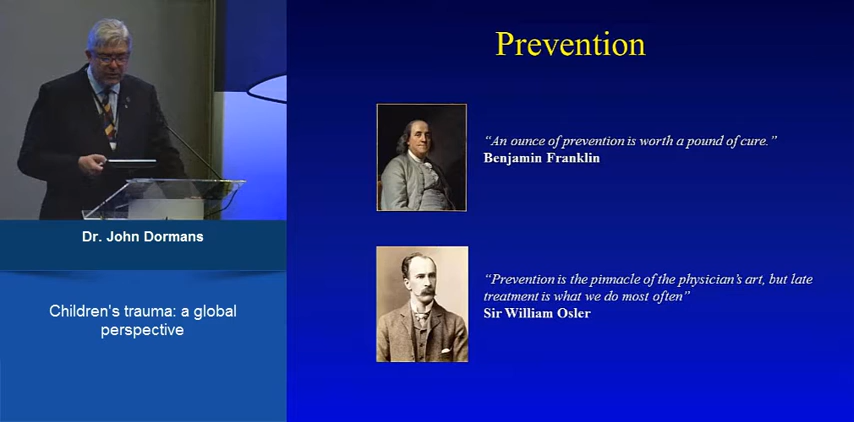 Prevention
“An ounce of prevention is worth a pound of cure.”
Benjamin Franklin
“Prevention is the pinnacle of the physician’s art, but late
treatment is what we do most often”
Sir William Osler
Dr. John Dormans
Children's trauma: a global
perspective